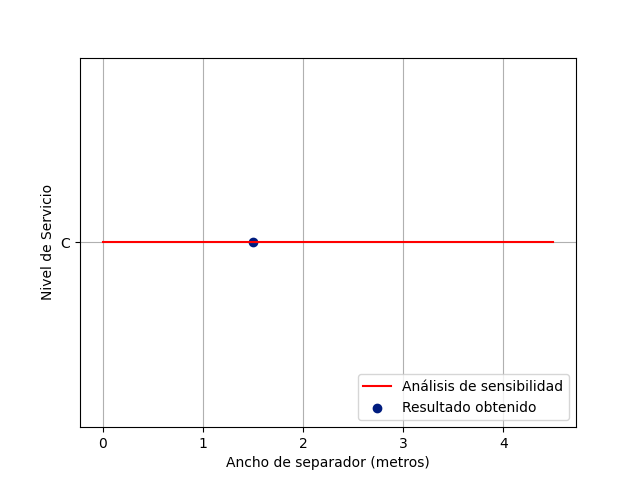 Nivel de Servicio
C
0 1 2 3 4
Ancho de separador (metros)
Análisis de sensibilidad
Resultado obtenido